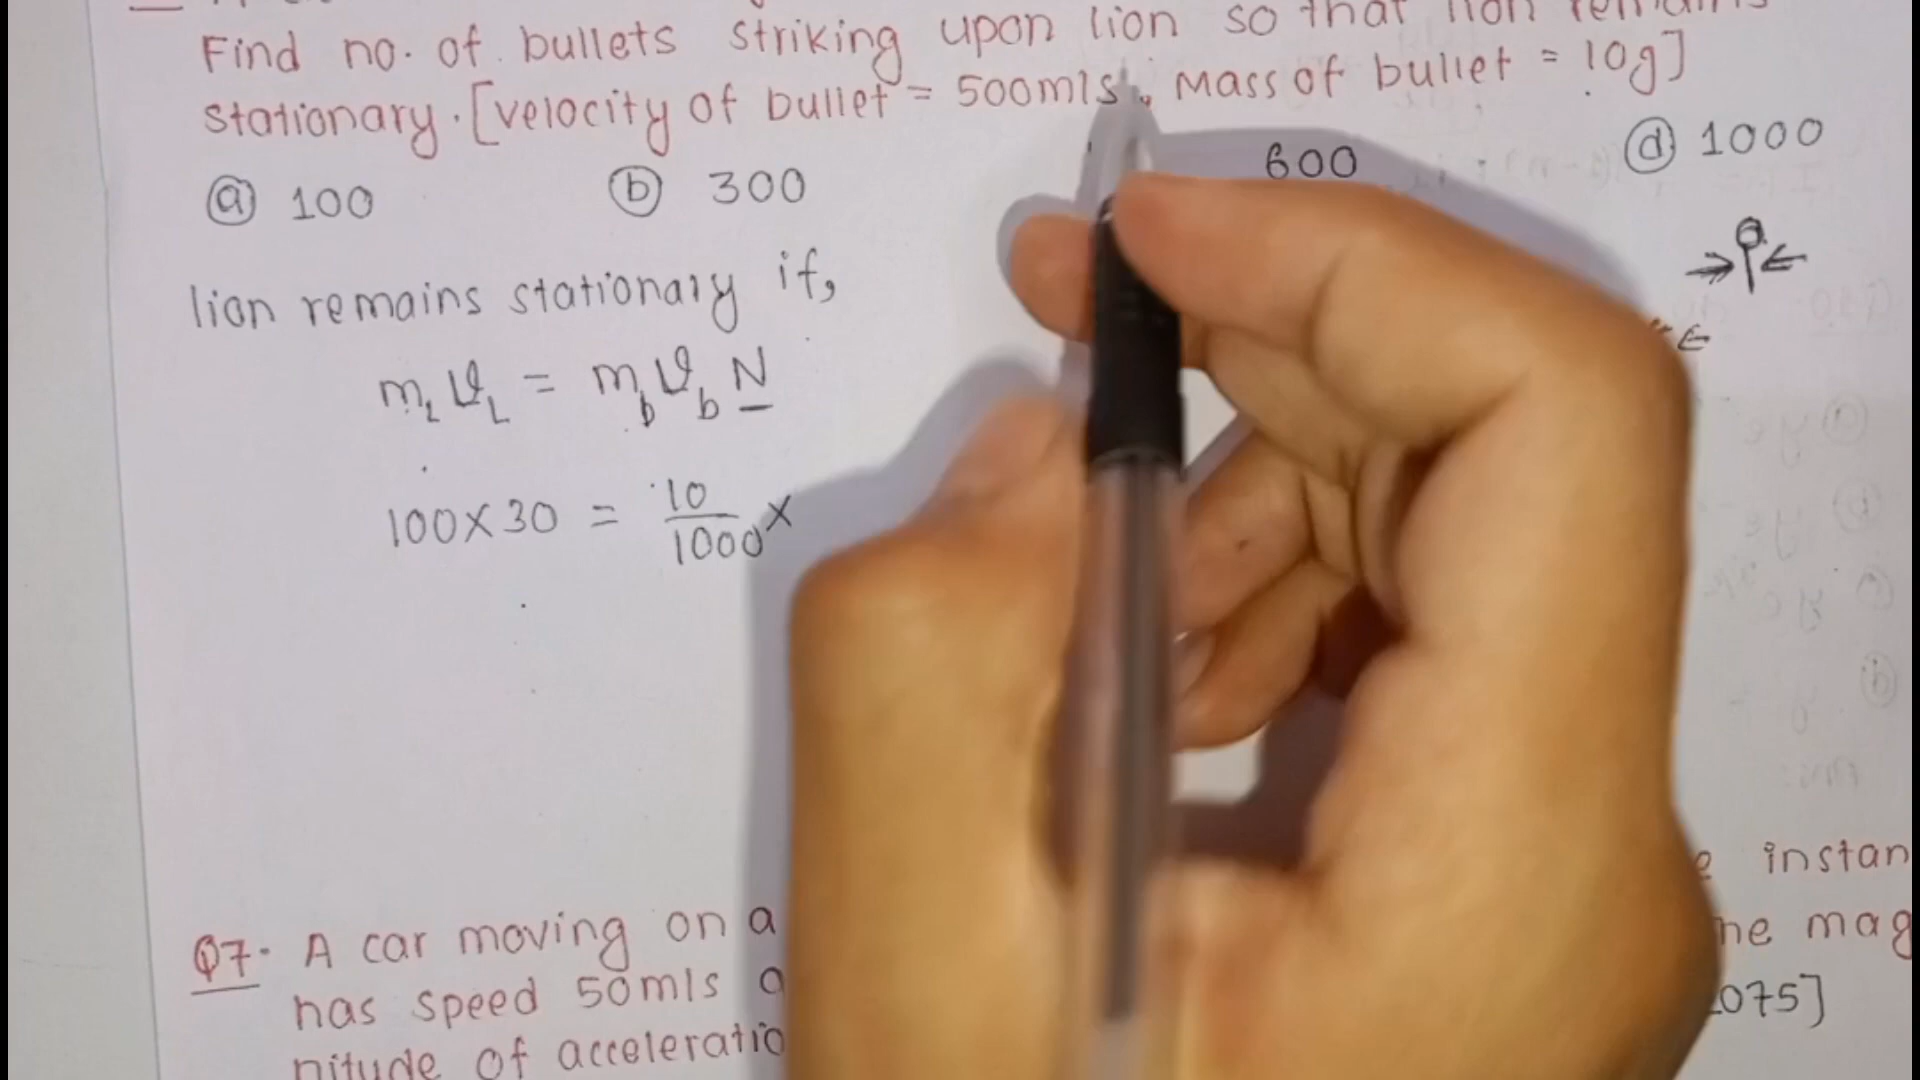 Find no. of bullets striking upon lion so that lion remains
stationary. [velocity of bullet = 500m/s, Mass of bullet = 10g]
ⓐ 100 ⓑ 300 600 ⓓ 1000
lion remains stationary if,
m_L v_L = m_b v_b N
100 × 30 = 10/1000 ×
Q7. A car moving on a instan
has speed 50m/s mag
nitude of acceleratio 075]